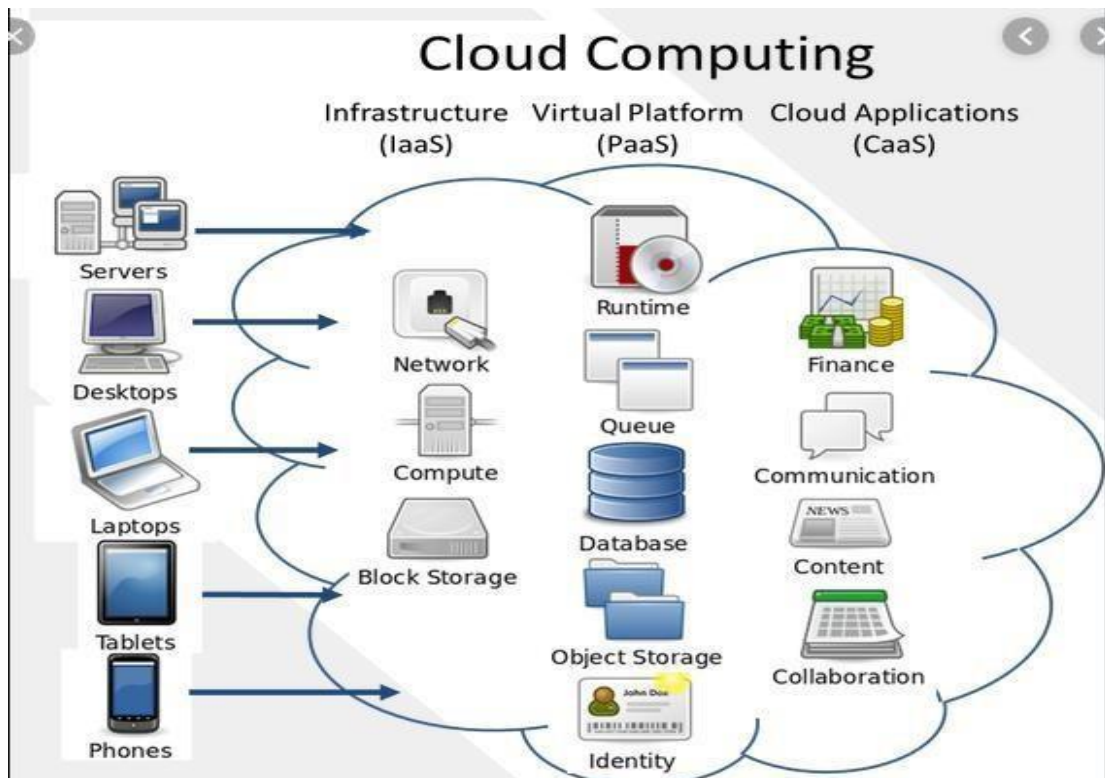 Cloud Computing
Infrastructure
(IaaS)
Virtual Platform
(PaaS)
Cloud Applications
(CaaS)
Servers
Desktops
Laptops
Tablets
Phones
Network
Compute
Block Storage
Runtime
Queue
Database
Object Storage
John Doe
Identity
Finance
Communication
NEWS
Content
Collaboration